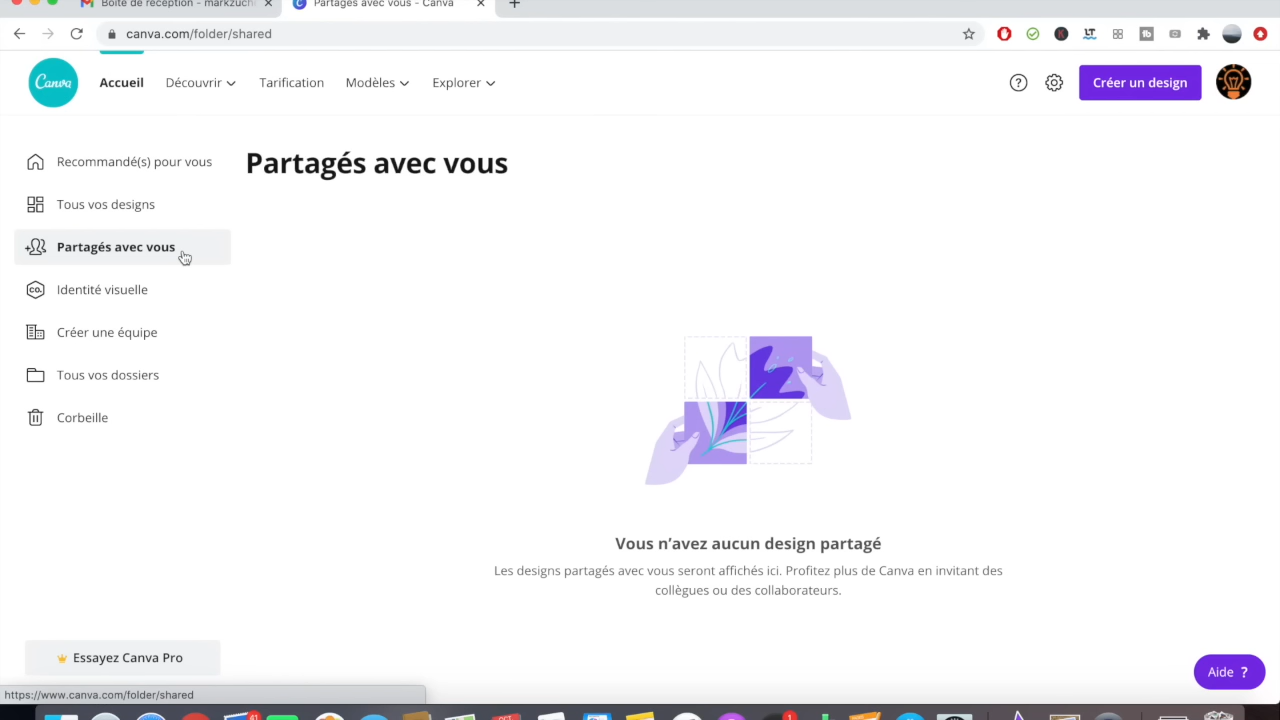 Boîte de réception - markzuch
Partagés avec vous - Canva
canva.com/folder/shared
Canva
Accueil
Découvrir
Tarification
Modèles
Explorer
Créer un design
Recommandé(s) pour vous
Partagés avec vous
Tous vos designs
Partagés avec vous
CO.
Identité visuelle
Créer une équipe
Tous vos dossiers
Corbeille
Vous n’avez aucun design partagé
Les designs partagés avec vous seront affichés ici. Profitez plus de Canva en invitant des
collègues ou des collaborateurs.
Essayez Canva Pro
Aide ?
https://www.canva.com/folder/shared